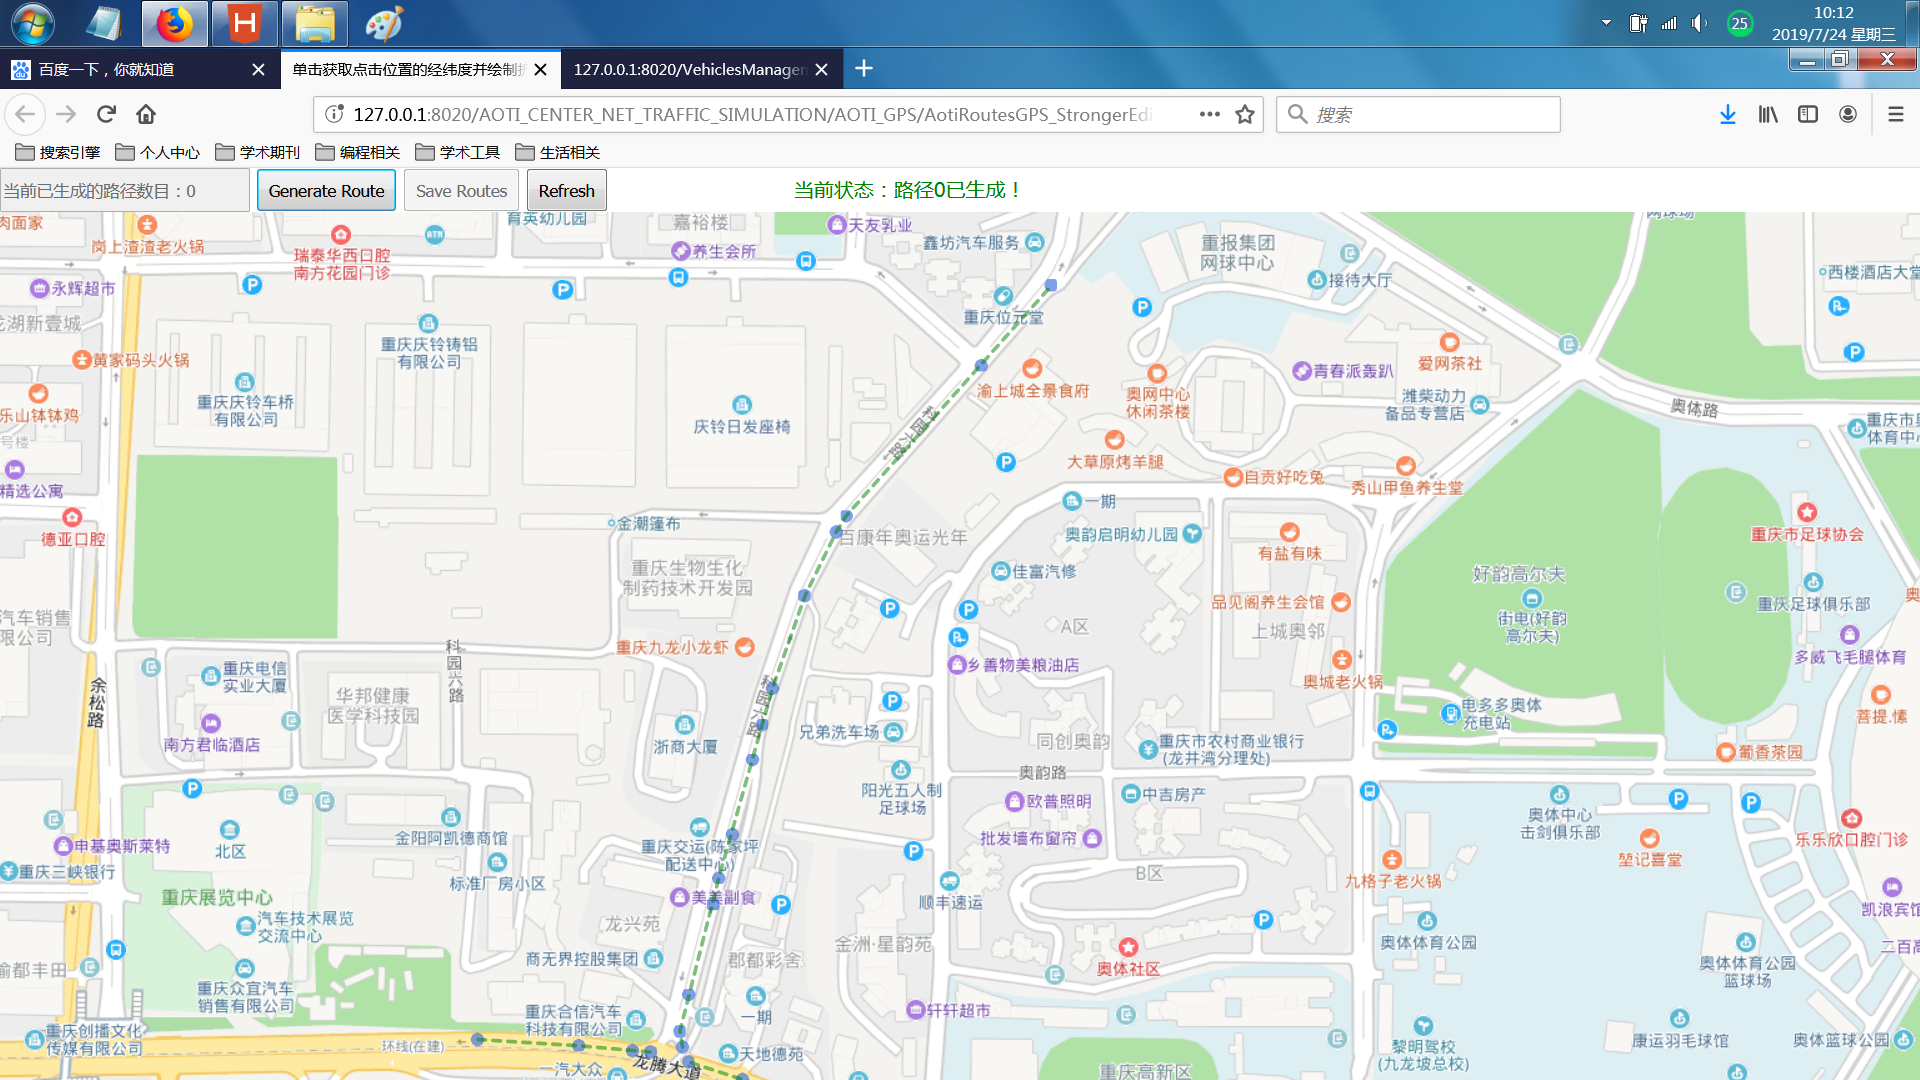 25
10:12
2019/7/24 星期三
百度一下，你就知道
单击获取点击位置的经纬度并绘制
127.0.0.1:8020/VehiclesManager
127.0.0.1:8020/AOTI_CENTER_NET_TRAFFIC_SIMULATION/AOTI_GPS/AotiRoutesGPS_StrongerEdi
搜索
搜索引擎
个人中心
学术期刊
编程相关
学术工具
生活相关
当前已生成的路径数目：0
Generate Route
Save Routes
Refresh
当前状态：路径0已生成！
肉面家
岗上渣渣老火锅
瑞泰华西口腔
南方花园门诊
育英幼儿园
嘉裕楼
养生会所
天友乳业
鑫坊汽车服务
重报集团
网球中心
接待大厅
网球场
西楼酒店大堂
永辉超市
龙湖新壹城
黄家码头火锅
重庆庆铃铸铝
有限公司
重庆位元堂
青春派轰趴
爱网茶社
乐山钵钵鸡
重庆庆铃车桥
有限公司
庆铃日发座椅
渝上城全景食府
奥网中心
休闲茶楼
潍柴动力
备品专营店
奥体路
重庆市奥
体育中心
号楼
科园六路
大草原烤羊腿
自贡好吃兔
秀山甲鱼养生堂
精选公寓
德亚口腔
金潮篷布
百康年奥运光年
一期
奥韵启明幼儿园
有盐有味
重庆市足球协会
重庆生物生化
制药技术开发园
佳富汽修
好韵高尔夫
街电(好韵
高尔夫)
重庆足球俱乐部
奥
汽车销售
限公司
品见阁养生会馆
上城奥邻
A区
科园兴路
重庆九龙小龙虾
乡善物美粮油店
奥城老火锅
多威飞毛腿体育
余松路
重庆电信
实业大厦
华邦健康
医学科技园
科园六路
南方君临酒店
浙商大厦
兄弟洗车场
同创奥韵
重庆市农村商业银行
(龙井湾分理处)
电多多奥体
充电站
菩提.愫
葡香茶园
奥韵路
阳光五人制
足球场
欧普照明
中吉房产
批发墙布窗帘
奥体中心
击剑俱乐部
堃记喜堂
乐乐欣口腔门诊
申基奥斯莱特
北区
金阳阿凯德商馆
重庆交运(陈家坪
配送中心)
重庆三峡银行
标准厂房小区
B区
九格子老火锅
重庆展览中心
美美副食
顺丰速运
凯浪宾馆
汽车技术展览
交流中心
龙兴苑
金洲·星韵苑
奥体体育公园
二百高
渝都丰田
商无界控股集团
郡都彩舍
奥体社区
奥体体育公园
篮球场
重庆众宜汽车
销售有限公司
重庆合信汽车
科技有限公司
一期
轩轩超市
重庆创播文化
传媒有限公司
环线(在建)
龙腾大道
天地德苑
黎明驾校
(九龙坡总校)
康运羽毛球馆
奥体篮球公园
一汽大众
重庆高新区